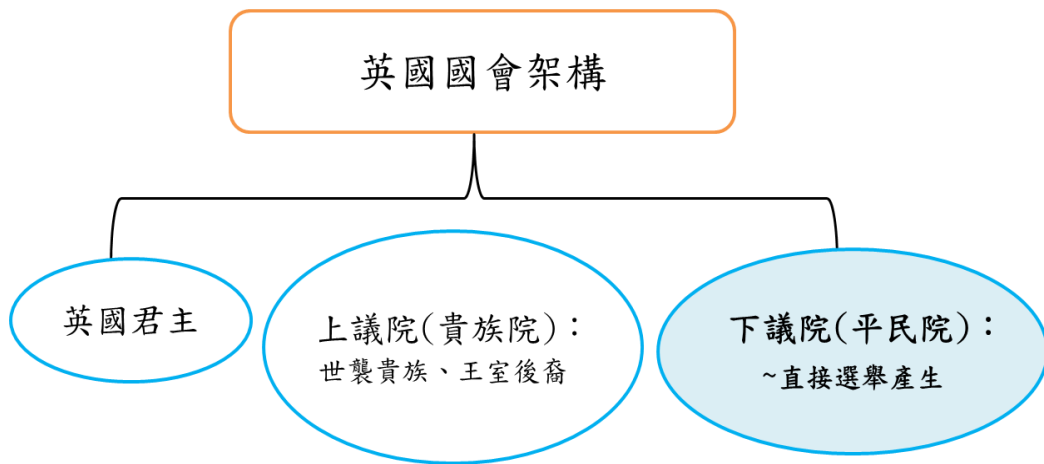 英國國會架構
英國君主
上議院(貴族院)：
世襲貴族、王室後裔
下議院(平民院)：
~直接選舉產生